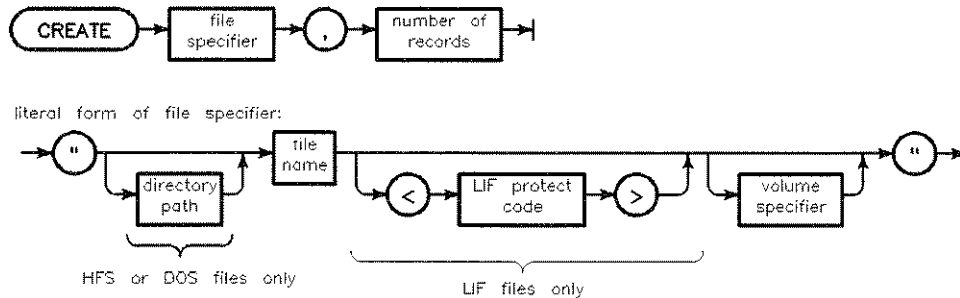 CREATE file specifier , number of records
literal form of file specifier:
" directory path file name < LIF protect code > volume specifier "
HFS or DOS files only
LIF files only